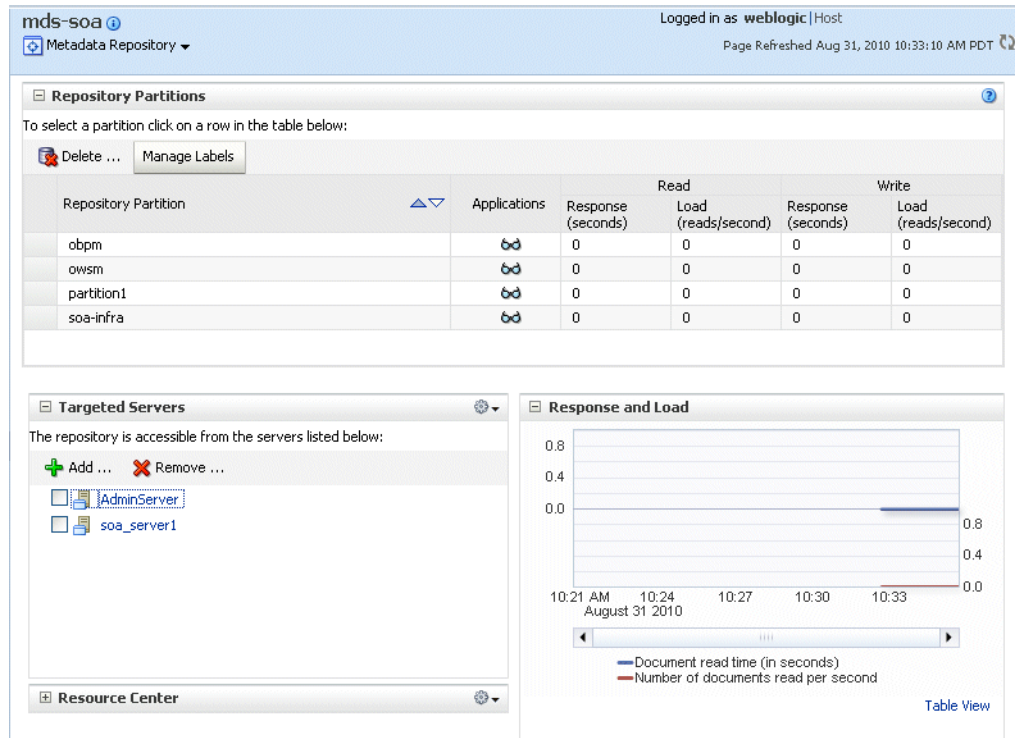 mds-soa
Logged in as weblogic|Host
Metadata Repository
Page Refreshed Aug 31, 2010 10:33:10 AM PDT
Repository Partitions
To select a partition click on a row in the table below:
Delete ... Manage Labels
Read Write
Repository Partition Applications Response (seconds) Load (reads/second) Response (seconds) Load (reads/second)
obpm 0 0 0 0
owsm 0 0 0 0
partition1 0 0 0 0
soa-infra 0 0 0 0
Targeted Servers
The repository is accessible from the servers listed below:
Add ... Remove ...
AdminServer
soa_server1
Resource Center
Response and Load
0.8
0.4
0.0
0.8
0.4
0.0
10:21 AM 10:24 10:27 10:30 10:33
August 31 2010
Document read time (in seconds)
Number of documents read per second
Table View